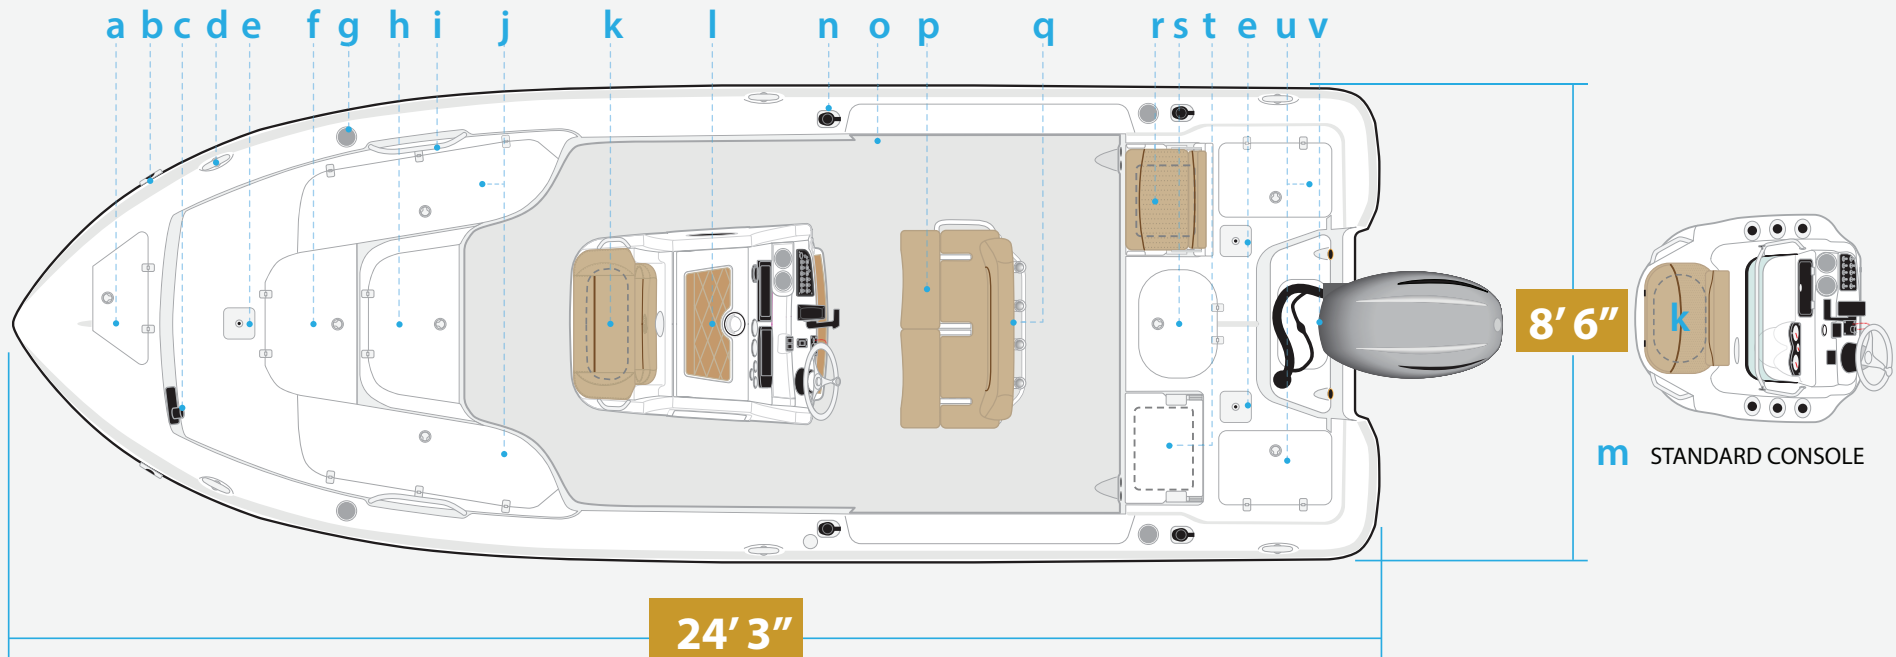 a b c d e f g h i j k l n o p q r s t e u v
8’ 6”
k
m STANDARD CONSOLE
24’ 3”